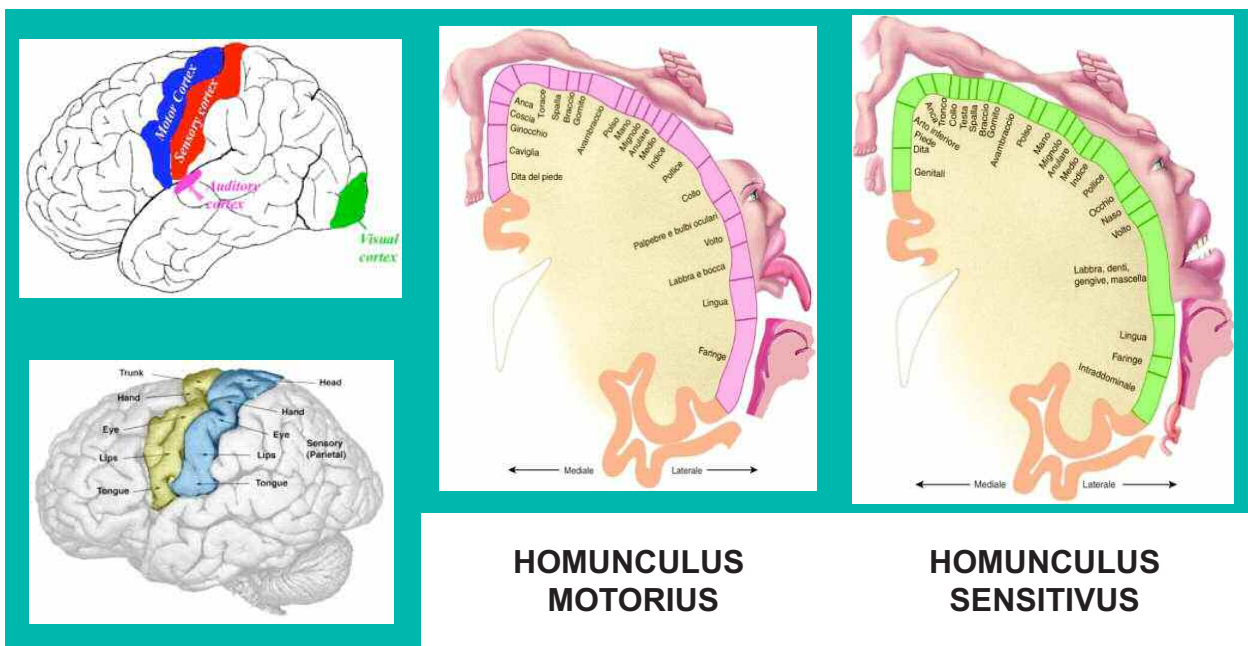 Motor Cortex
Sensory cortex
Auditory
cortex
Visual
cortex
Trunk
Hand
Eye
Lips
Tongue
Head
Hand
Eye
Sensory
(Parietal)
Lips
Tongue
Anca
Coscia
Ginocchio
Caviglia
Dita del piede
Torace
Spalla
Braccio
Gomito
Avambraccio
Polso
Mano
Mignolo
Anulare
Medio
Indice
Pollice
Collo
Palpebre e bulbi oculari
Volto
Labbra e bocca
Lingua
Faringe
Mediale
Laterale
HOMUNCULUS
MOTORIUS
Genitali
Dita
Piede
Arto inferiore
Anca
Tronco
Collo
Testa
Spalla
Braccio
Gomito
Avambraccio
Polso
Mano
Mignolo
Anulare
Medio
Indice
Pollice
Occhio
Naso
Volto
Labbra, denti,
gengive, mascella
Lingua
Faringe
Intraddominale
Mediale
Laterale
HOMUNCULUS
SENSITIVUS